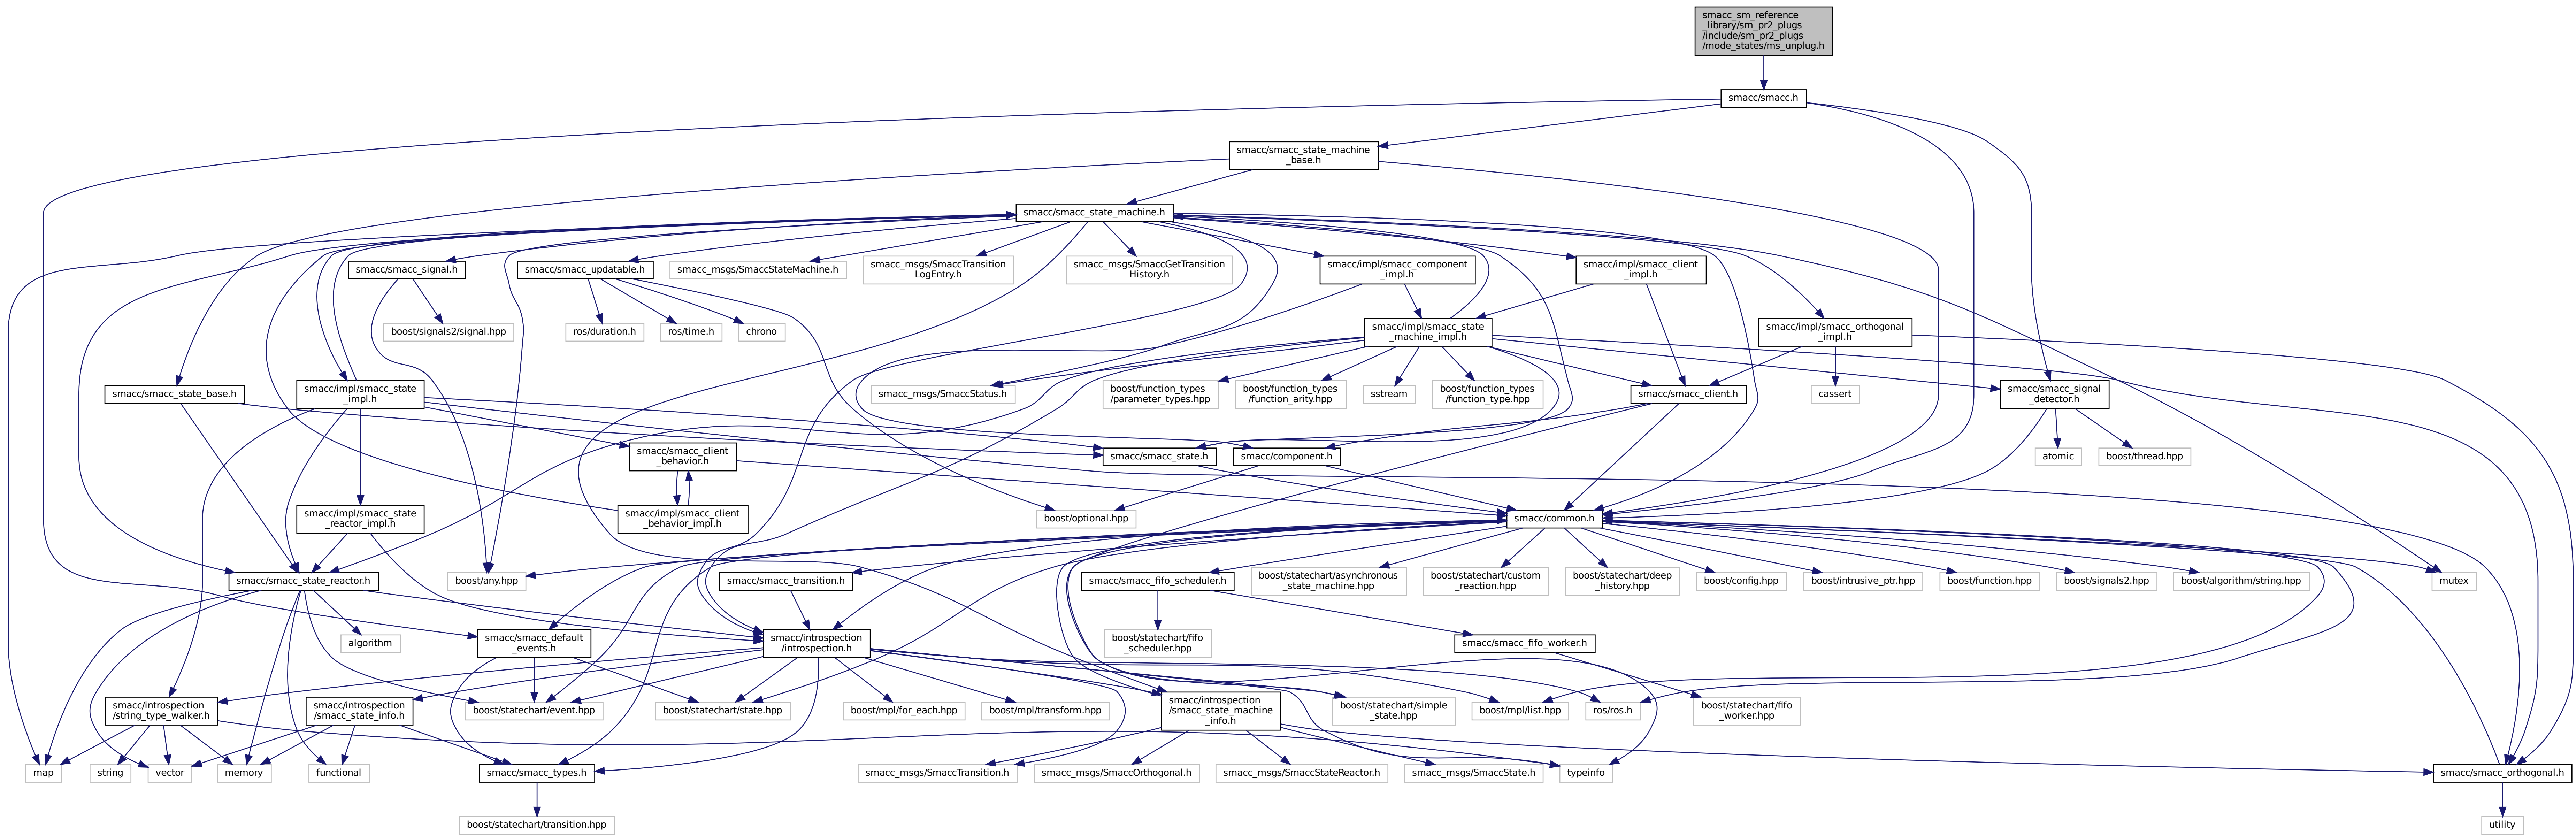 smacc_sm_reference
_library/sm_pr2_plugs
/include/sm_pr2_plugs
/mode_states/ms_unplug.h
smacc/smacc.h
smacc/smacc_state_machine
_base.h
smacc/smacc_state_machine.h
smacc/smacc_signal.h
smacc/smacc_updatable.h
smacc_msgs/SmaccStateMachine.h
smacc_msgs/SmaccTransition
LogEntry.h
smacc_msgs/SmaccGetTransition
History.h
smacc/impl/smacc_component
_impl.h
smacc/impl/smacc_client
_impl.h
boost/signals2/signal.hpp
ros/duration.h
ros/time.h
chrono
smacc/impl/smacc_state
_machine_impl.h
smacc/impl/smacc_orthogonal
_impl.h
smacc/smacc_state_base.h
smacc/impl/smacc_state
_impl.h
smacc_msgs/SmaccStatus.h
boost/function_types
/parameter_types.hpp
boost/function_types
/function_arity.hpp
sstream
boost/function_types
/function_type.hpp
smacc/smacc_client.h
cassert
smacc/smacc_signal
_detector.h
smacc/smacc_client
_behavior.h
smacc/smacc_state.h
smacc/component.h
atomic
boost/thread.hpp
smacc/impl/smacc_state
_reactor_impl.h
smacc/impl/smacc_client
_behavior_impl.h
boost/optional.hpp
smacc/common.h
smacc/smacc_state_reactor.h
boost/any.hpp
smacc/smacc_transition.h
smacc/smacc_fifo_scheduler.h
boost/statechart/asynchronous
_state_machine.hpp
boost/statechart/custom
_reaction.hpp
boost/statechart/deep
_history.hpp
boost/config.hpp
boost/intrusive_ptr.hpp
boost/function.hpp
boost/signals2.hpp
boost/algorithm/string.hpp
mutex
algorithm
smacc/smacc_default
_events.h
smacc/introspection
/introspection.h
boost/statechart/fifo
_scheduler.hpp
smacc/smacc_fifo_worker.h
smacc/introspection
/string_type_walker.h
smacc/introspection
/smacc_state_info.h
boost/statechart/event.hpp
boost/statechart/state.hpp
boost/mpl/for_each.hpp
boost/mpl/transform.hpp
smacc/introspection
/smacc_state_machine
_info.h
boost/statechart/simple
_state.hpp
boost/mpl/list.hpp
ros/ros.h
boost/statechart/fifo
_worker.hpp
map
string
vector
memory
functional
smacc/smacc_types.h
smacc_msgs/SmaccTransition.h
smacc_msgs/SmaccOrthogonal.h
smacc_msgs/SmaccStateReactor.h
smacc_msgs/SmaccState.h
typeinfo
smacc/smacc_orthogonal.h
boost/statechart/transition.hpp
utility